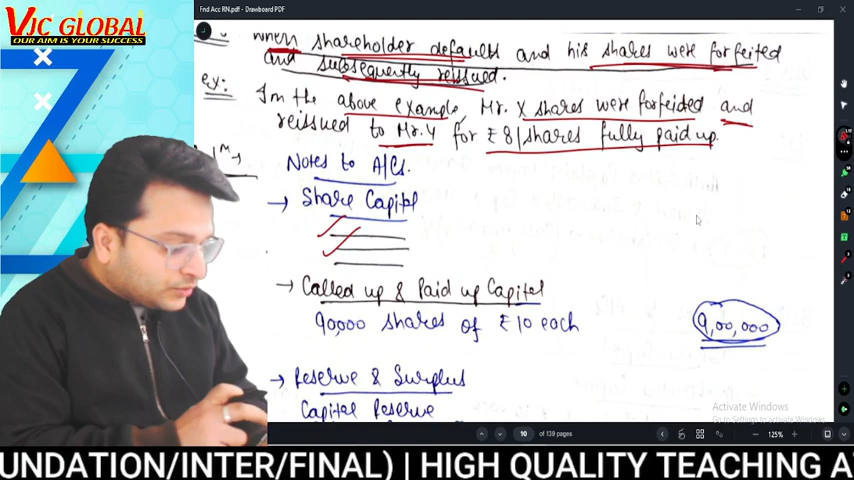 VJC GLOBAL
OUR AIM IS YOUR SUCCESS
Fnd Acc RN.pdf - Drawboard PDF
when shareholder defaults and his shares were forfeited
and subsequently reissued.
ex:
In the above example, Mr. X shares were forfeited and
reissued to Mr. Y for ₹8/shares fully paid up.
Notes to A/Cs.
→ Share Capital
→ Called up & Paid up Capital
90,000 shares of ₹10 each
9,00,000
→ Reserve & Surplus
Capital Reserve
Activate Windows
Go to Settings to activate Windows
10 of 139 pages
125%
UNDATION/INTER/FINAL) | HIGH QUALITY TEACHING A